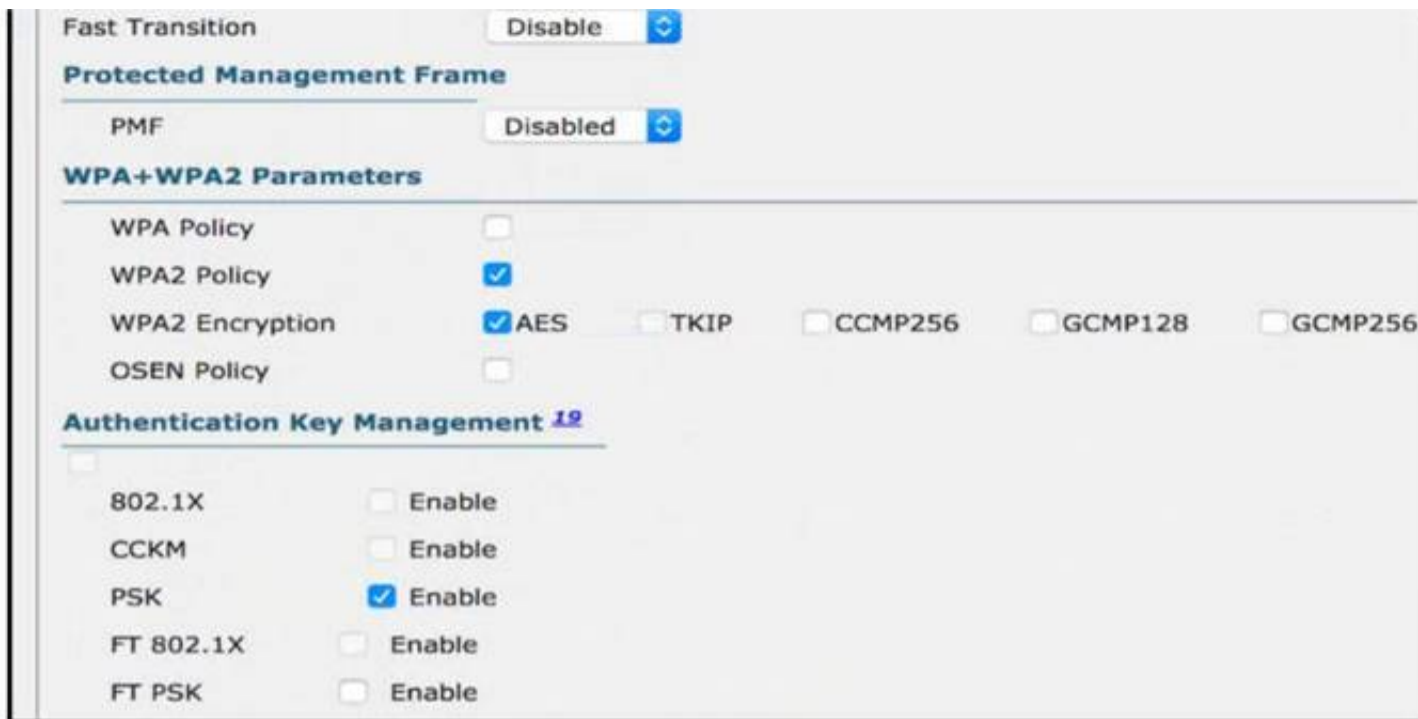 Fast Transition Disable
Protected Management Frame
PMF Disabled
WPA+WPA2 Parameters
WPA Policy
WPA2 Policy
WPA2 Encryption AES TKIP CCMP256 GCMP128 GCMP256
OSEN Policy
Authentication Key Management 19
802.1X Enable
CCKM Enable
PSK Enable
FT 802.1X Enable
FT PSK Enable